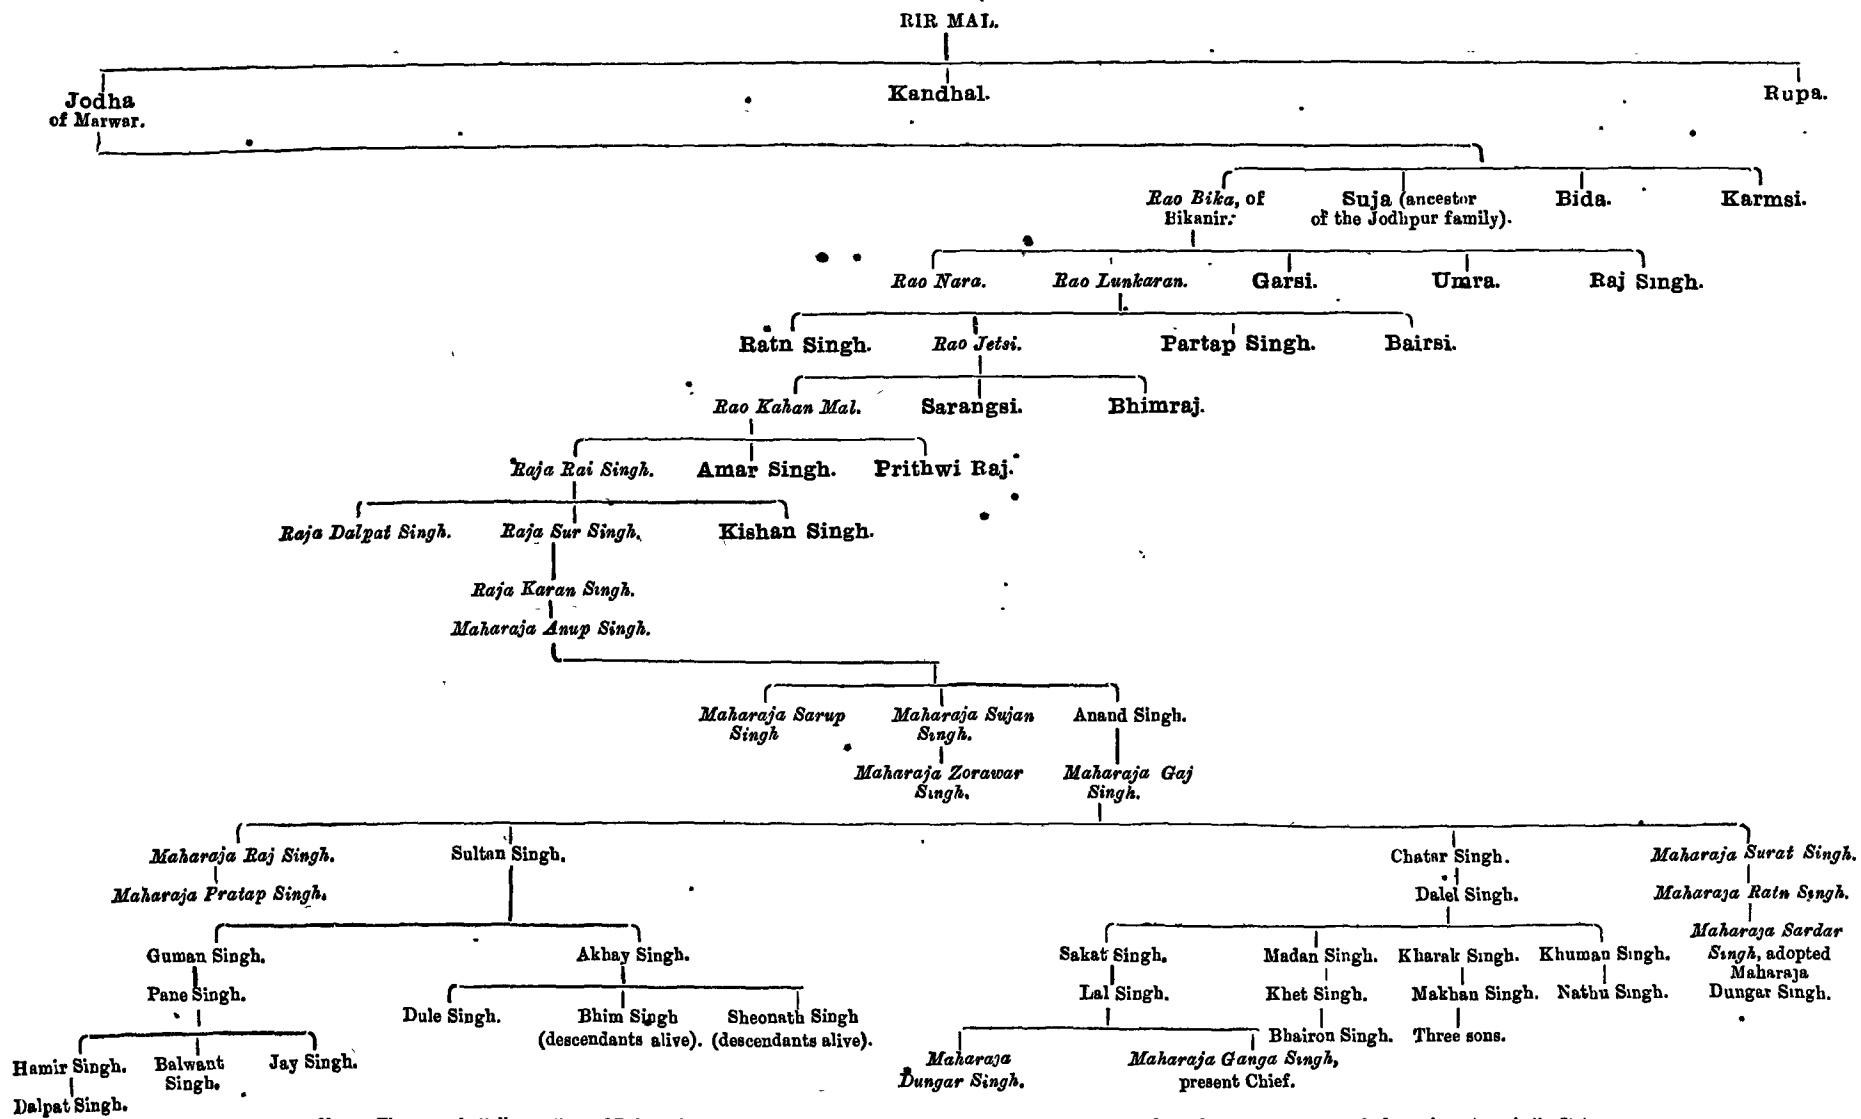 RIR MAL.
Jodha
of Marwar.
Kandhal.
Rupa.
Rao Bika, of
Bikanir.
Suja (ancestor
of the Jodhpur family).
Bida.
Karmsi.
Rao Nara.
Rao Lunkaran.
Garsi.
Umra.
Raj Singh.
Ratn Singh.
Rao Jetsi.
Partap Singh.
Bairsi.
Rao Kahan Mal.
Sarangsi.
Bhimraj.
Raja Rai Singh.
Amar Singh.
Prithwi Raj.
Raja Dalpat Singh.
Raja Sur Singh.
Kishan Singh.
Raja Karan Singh.
Maharaja Anup Singh.
Maharaja Sarup
Singh
Maharaja Sujan
Singh.
Anand Singh.
Maharaja Zorawar
Singh.
Maharaja Gaj
Singh.
Maharaja Raj Singh.
Sultan Singh.
Chatar Singh.
Maharaja Surat Singh.
Maharaja Pratap Singh.
Dalel Singh.
Maharaja Ratn Singh.
Guman Singh.
Akhay Singh.
Sakat Singh.
Madan Singh.
Kharak Singh.
Khuman Singh.
Maharaja Sardar
Singh, adopted
Maharaja
Dungar Singh.
Pane Singh.
Dule Singh.
Bhim Singh
(descendants alive).
Sheonath Singh
(descendants alive).
Lal Singh.
Khet Singh.
Makhan Singh.
Nathu Singh.
Bhairon Singh.
Three sons.
Hamir Singh.
Balwant
Singh.
Jay Singh.
Maharaja
Dungar Singh.
Maharaja Ganga Singh,
present Chief.
Dalpat Singh.